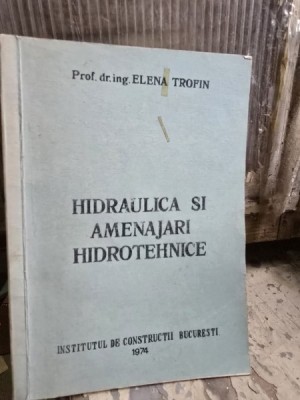 Prof. dr. ing. ELENA TROFIN
HIDRAULICA SI
AMENAJARI
HIDROTEHNICE
INSTITUTUL DE CONSTRUCTII BUCURESTI
1974